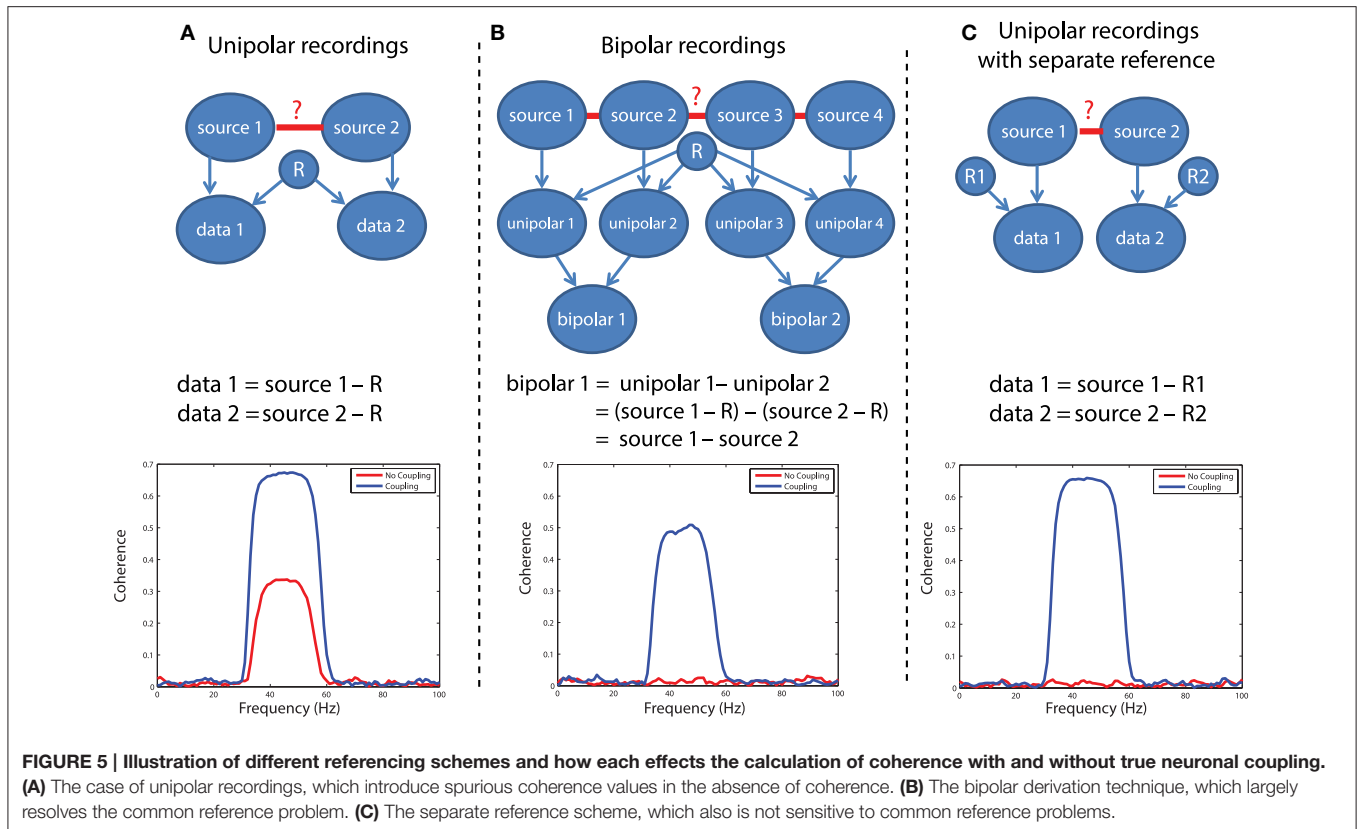 A
Unipolar recordings
?
source 1
source 2
R
data 1
data 2
data 1 = source 1 – R
data 2 = source 2 – R
0.7
0.6
0.5
0.4
0.3
0.2
0.1
0
Coherence
No Coupling
Coupling
0 20 40 60 80 100
Frequency (Hz)
B
Bipolar recordings
?
source 1
source 2
source 3
source 4
R
unipolar 1
unipolar 2
unipolar 3
unipolar 4
bipolar 1
bipolar 2
bipolar 1 = unipolar 1 – unipolar 2
= (source 1 – R) – (source 2 – R)
= source 1 – source 2
0.7
0.6
0.5
0.4
0.3
0.2
0.1
0
Coherence
No Coupling
Coupling
0 20 40 60 80 100
Frequency (Hz)
C
Unipolar recordings
with separate reference
?
source 1
source 2
R1
R2
data 1
data 2
data 1 = source 1 – R1
data 2 = source 2 – R2
0.7
0.6
0.5
0.4
0.3
0.2
0.1
0
Coherence
No Coupling
Coupling
0 20 40 60 80 100
Frequency (Hz)
FIGURE 5 | Illustration of different referencing schemes and how each effects the calculation of coherence with and without true neuronal coupling.
(A) The case of unipolar recordings, which introduce spurious coherence values in the absence of coherence. (B) The bipolar derivation technique, which largely
resolves the common reference problem. (C) The separate reference scheme, which also is not sensitive to common reference problems.